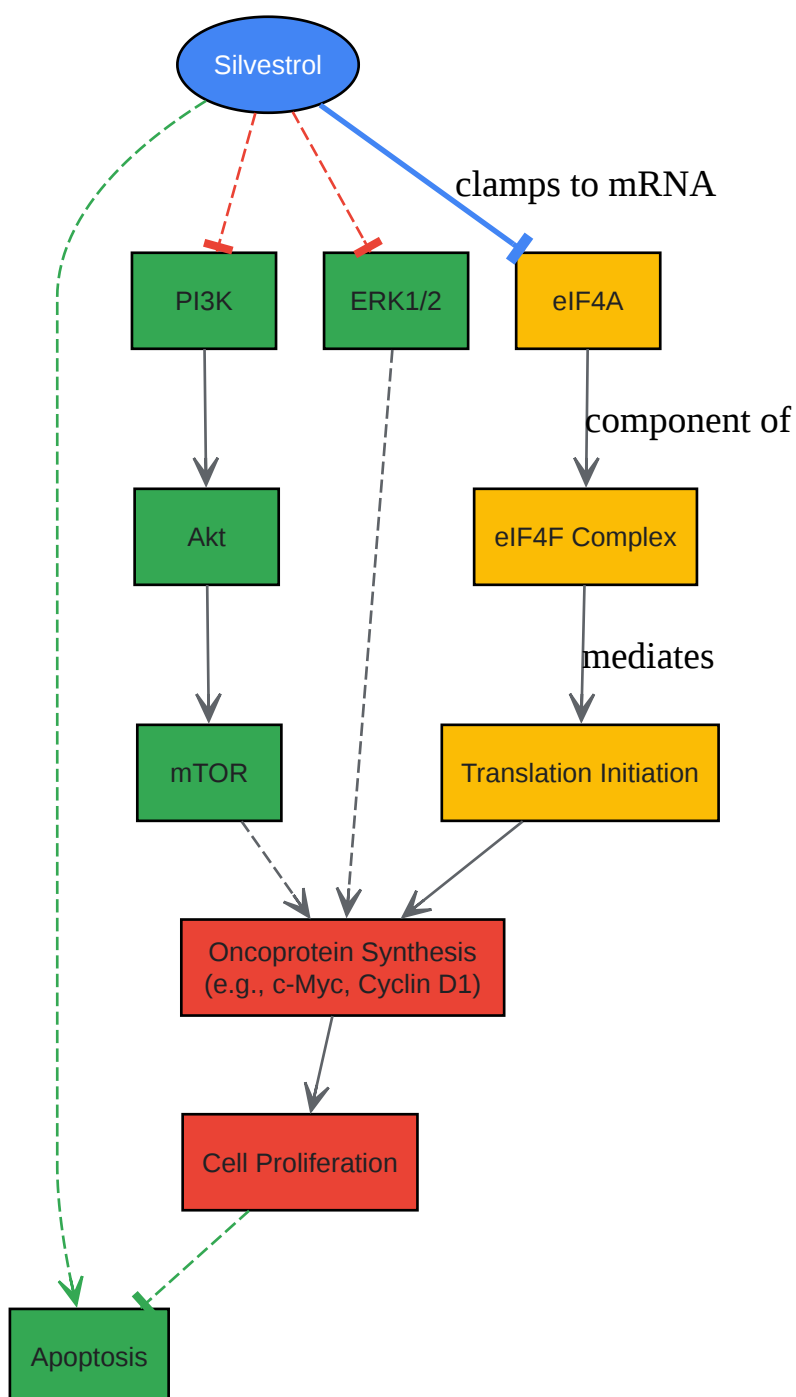 Silvestrol
clamps to mRNA
PI3K
ERK1/2
eIF4A
component of
Akt
eIF4F Complex
mediates
mTOR
Translation Initiation
Oncoprotein Synthesis
(e.g., c-Myc, Cyclin D1)
Cell Proliferation
Apoptosis